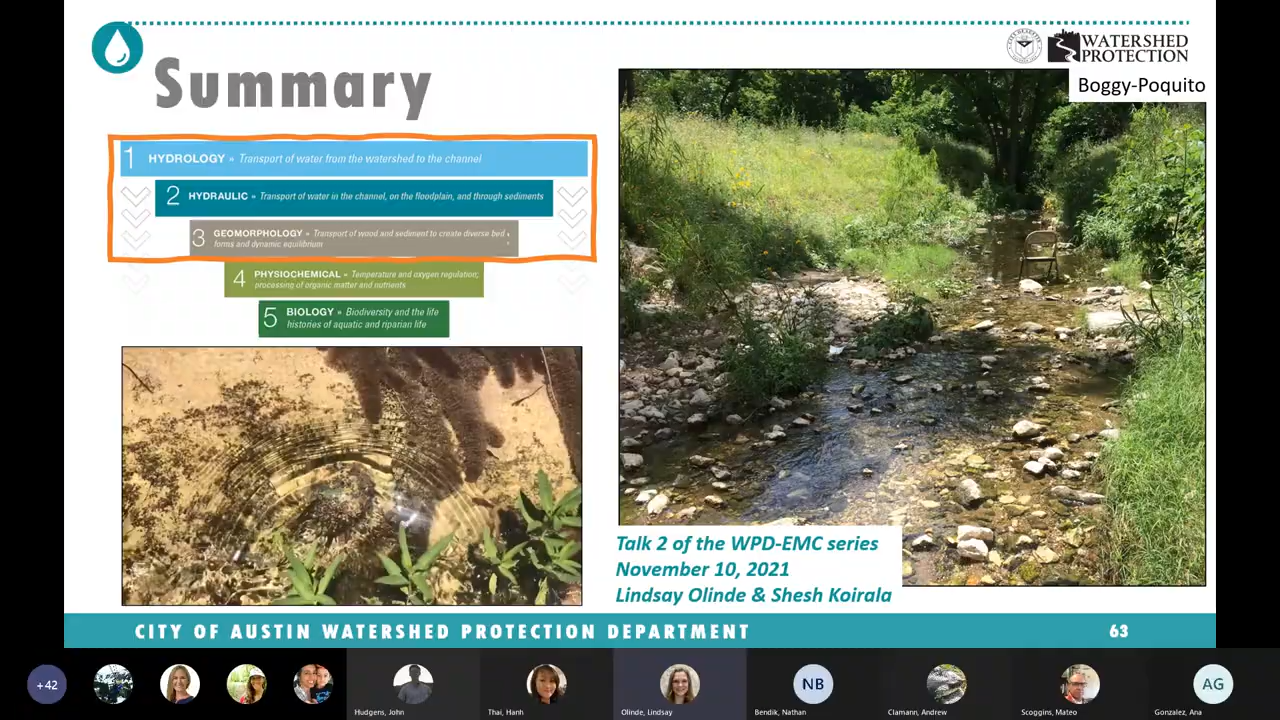 WATERSHED
PROTECTION
Summary
Boggy-Poquito
1 HYDROLOGY » Transport of water from the watershed to the channel
2 HYDRAULIC » Transport of water in the channel, on the floodplain, and through sediments
3 GEOMORPHOLOGY » Transport of wood and sediment to create diverse bed
forms and dynamic equilibrium
4 PHYSIOCHEMICAL » Temperature and oxygen regulation;
processing of organic matter and nutrients
5 BIOLOGY » Biodiversity and the life
histories of aquatic and riparian life
Talk 2 of the WPD-EMC series
November 10, 2021
Lindsay Olinde & Shesh Koirala
CITY OF AUSTIN WATERSHED PROTECTION DEPARTMENT
63
+42
NB
AG
Hudgens, John
Thai, Hanh
Olinde, Lindsay
Bendik, Nathan
Clamann, Andrew
Scoggins, Mateo
Gonzalez, Ana